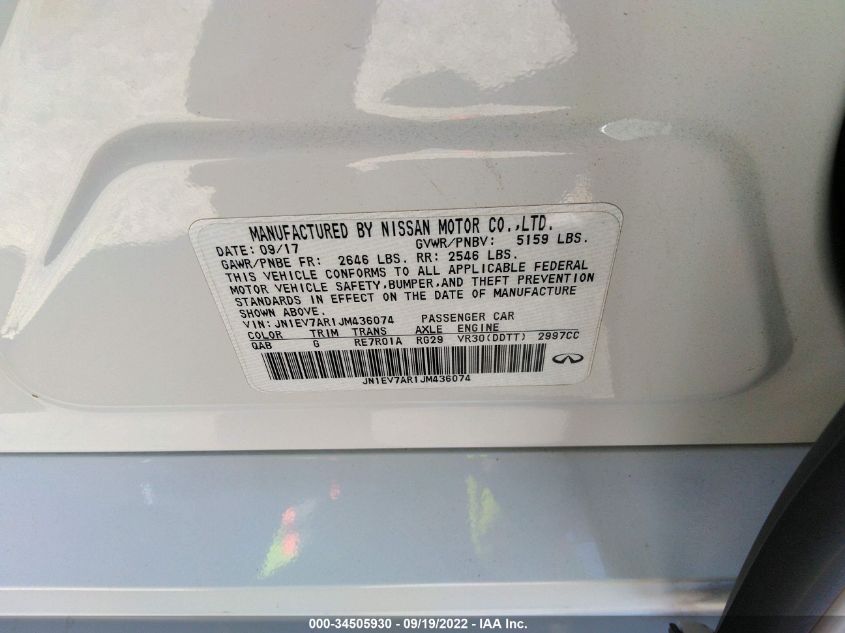 MANUFACTURED BY NISSAN MOTOR CO.,LTD.
DATE: 09/17 GVWR/PNBV: 5159 LBS.
GAWR/PNBE FR: 2646 LBS. RR: 2546 LBS.
THIS VEHICLE CONFORMS TO ALL APPLICABLE FEDERAL
MOTOR VEHICLE SAFETY,BUMPER,AND THEFT PREVENTION
STANDARDS IN EFFECT ON THE DATE OF MANUFACTURE
SHOWN ABOVE.
VIN: JN1EV7AR1JM436074 PASSENGER CAR
COLOR TRIM TRANS AXLE ENGINE
QAB G RE7R01A RG29 VR30(DDTT) 2997CC
JN1EV7AR1JM436074
000-34505930 - 09/19/2022 - IAA Inc.